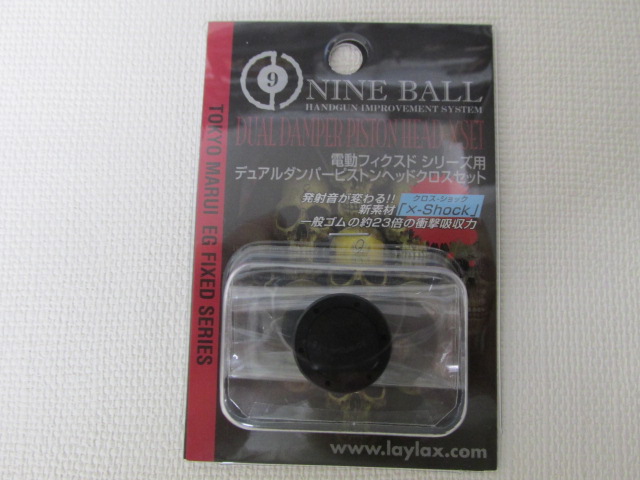 9
NINE BALL
HANDGUN IMPROVEMENT SYSTEM
DUAL DAMPER PISTON HEAD X SET
電動フィクスド シリーズ用
デュアルダンパーピストンヘッドクロスセット
発射音が変わる!!
クロス・ショック
新素材「×-Shock」
一般ゴムの約23倍の衝撃吸収力
TOKYO MARUI EG FIXED SERIES
www.laylax.com